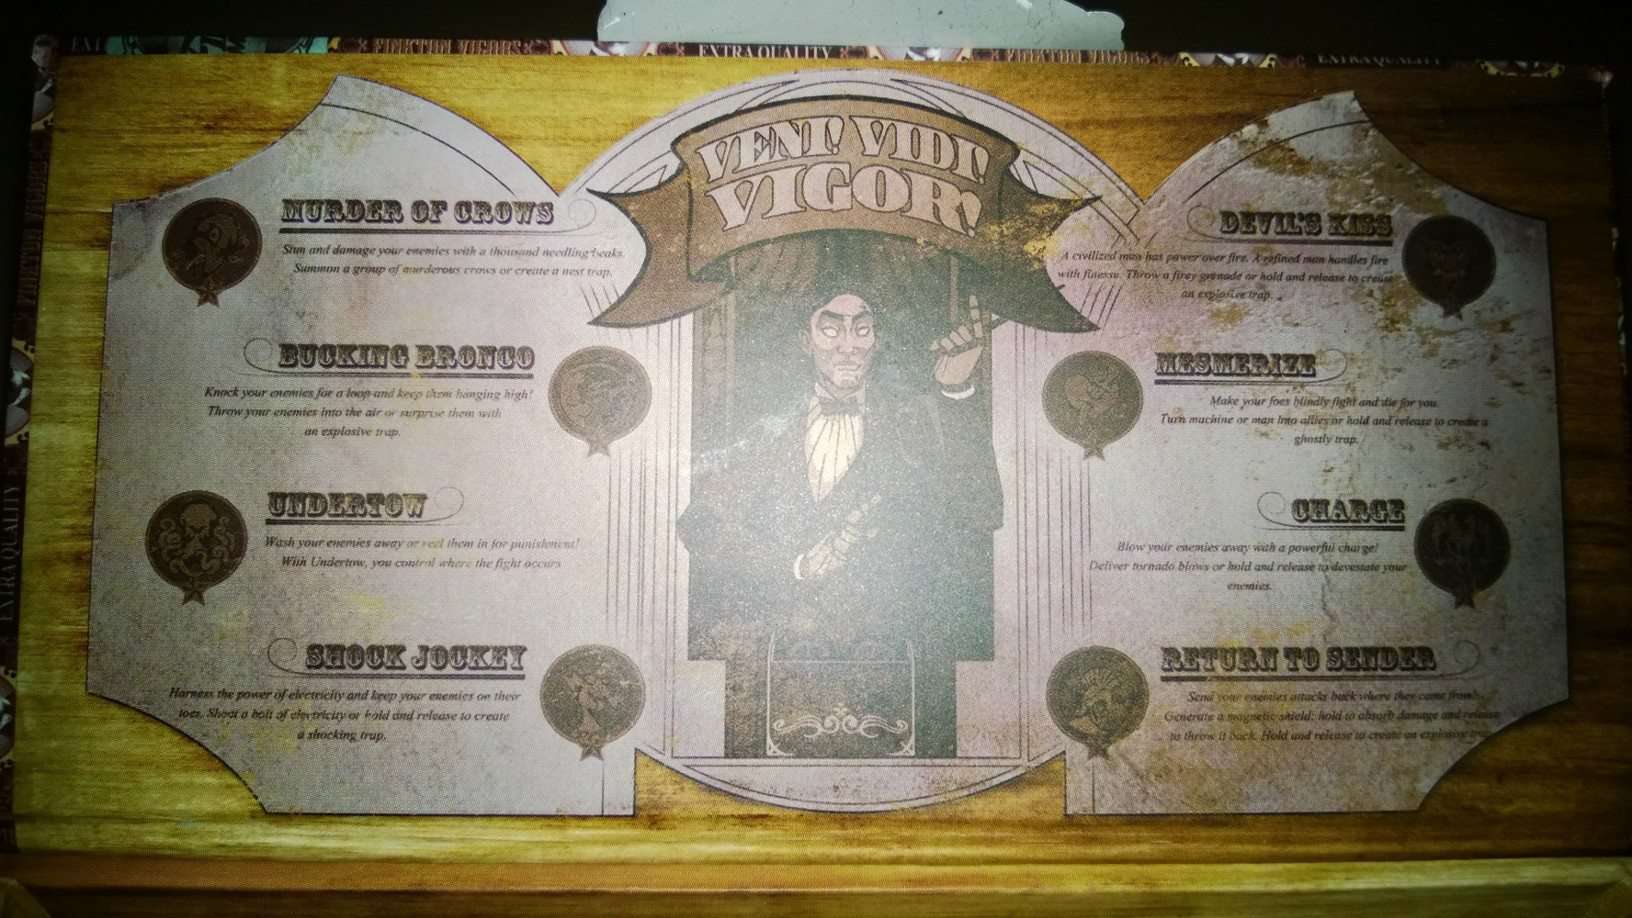 EXTRA QUALITY
VENI! VIDI!
VIGOR!
MURDER OF CROWS
Stun and damage your enemies with a thousand needling beaks.
Summon a group of murderous crows or create a nest trap.
BUCKING BRONCO
Knock your enemies for a loop and keep them hanging high!
Throw your enemies into the air or surprise them with
an explosive trap.
UNDERTOW
Wash your enemies away or reel them in for punishment!
With Undertow, you control where the fight occurs
SHOCK JOCKEY
Harness the power of electricity and keep your enemies on their
toes. Shoot a bolt of electricity or hold and release to create
a shocking trap.
DEVIL'S KISS
A civilized man has power over fire. A refined man handles fire
with finesse. Throw a firey grenade or hold and release to create
an explosive trap.
MESMERIZE
Make your foes blindly fight and die for you.
Turn machine or man into allies or hold and release to create a
ghostly trap.
CHARGE
Blow your enemies away with a powerful charge!
Deliver tornado blows or hold and release to devestate your
enemies.
RETURN TO SENDER
Send your enemies attacks back where they came from!
Generate a magnetic shield; hold to absorb damage and release
to throw it back. Hold and release to create an explosive trap.
EXTRA QUALITY